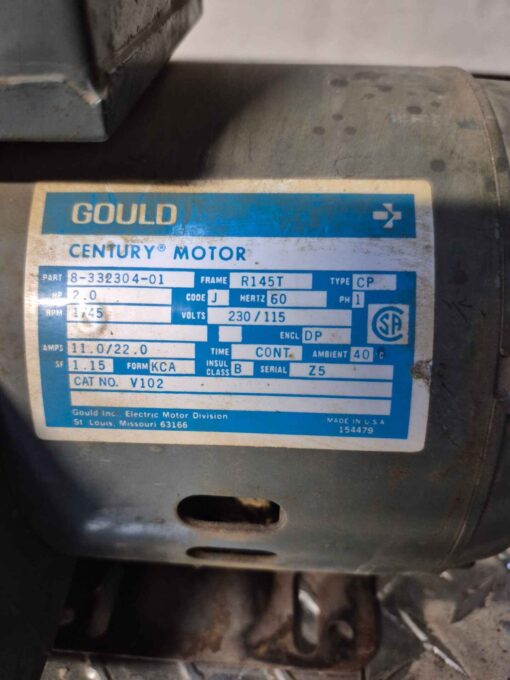 GOULD
CENTURY® MOTOR
PART 8-332304-01 FRAME R145T TYPE CP
HP 2.0 CODE J HERTZ 60 PH 1
RPM 1745 VOLTS 230/115
ENCL DP
AMPS 11.0/22.0 TIME CONT. AMBIENT 40 °C
SF 1.15 FORM KCA INSUL CLASS B SERIAL Z5
CAT NO. V102
Gould Inc. Electric Motor Division
St. Louis, Missouri 63166
MADE IN U.S.A
154479
SA